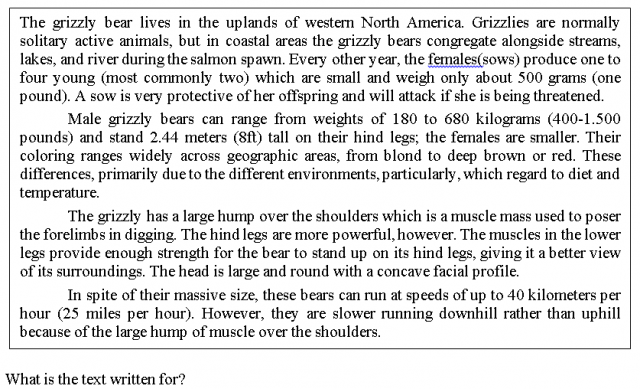 The grizzly bear lives in the uplands of western North America. Grizzlies are normally
solitary active animals, but in coastal areas the grizzly bears congregate alongside streams,
lakes, and river during the salmon spawn. Every other year, the females(sows) produce one to
four young (most commonly two) which are small and weigh only about 500 grams (one
pound). A sow is very protective of her offspring and will attack if she is being threatened.
Male grizzly bears can range from weights of 180 to 680 kilograms (400-1.500
pounds) and stand 2.44 meters (8ft) tall on their hind legs; the females are smaller. Their
coloring ranges widely across geographic areas, from blond to deep brown or red. These
differences, primarily due to the different environments, particularly, which regard to diet and
temperature.
The grizzly has a large hump over the shoulders which is a muscle mass used to poser
the forelimbs in digging. The hind legs are more powerful, however. The muscles in the lower
legs provide enough strength for the bear to stand up on its hind legs, giving it a better view
of its surroundings. The head is large and round with a concave facial profile.
In spite of their massive size, these bears can run at speeds of up to 40 kilometers per
hour (25 miles per hour). However, they are slower running downhill rather than uphill
because of the large hump of muscle over the shoulders.
What is the text written for?